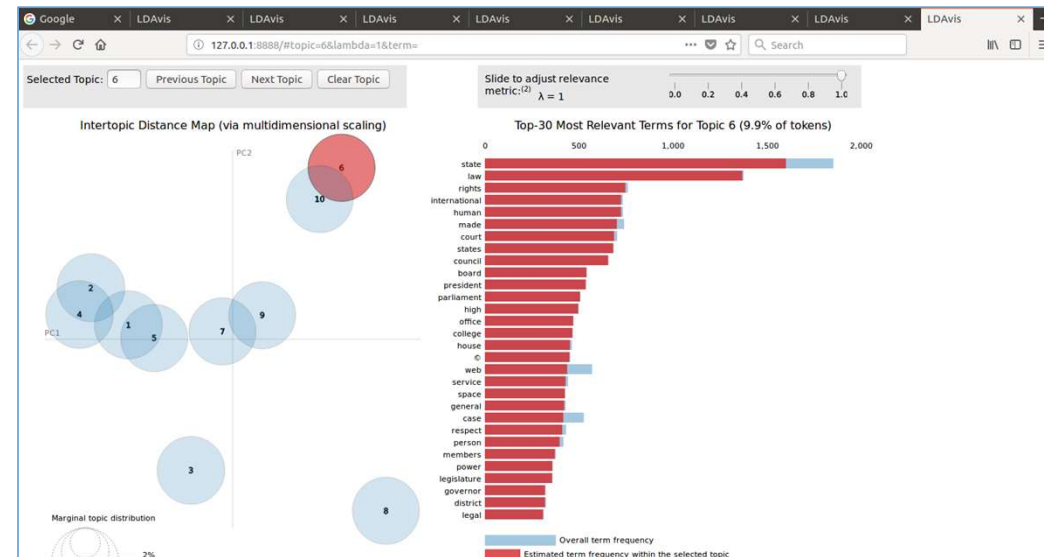 Google LDAvis LDAvis LDAvis LDAvis LDAvis LDAvis LDAvis LDAvis
127.0.0.1:8888/#topic=6&lambda=1&term= Search
Selected Topic: 6 Previous Topic Next Topic Clear Topic
Slide to adjust relevance
metric:(2) λ = 1
0.0 0.2 0.4 0.6 0.8 1.0
Intertopic Distance Map (via multidimensional scaling)
PC2
6
10
2
4
1
5
7
9
PC1
3
8
Marginal topic distribution
2%
Top-30 Most Relevant Terms for Topic 6 (9.9% of tokens)
0 500 1,000 1,500 2,000
state
law
rights
international
human
made
court
states
council
board
president
parliament
high
office
college
house
©
web
service
space
general
case
respect
person
members
power
legislature
governor
district
legal
Overall term frequency
Estimated term frequency within the selected topic